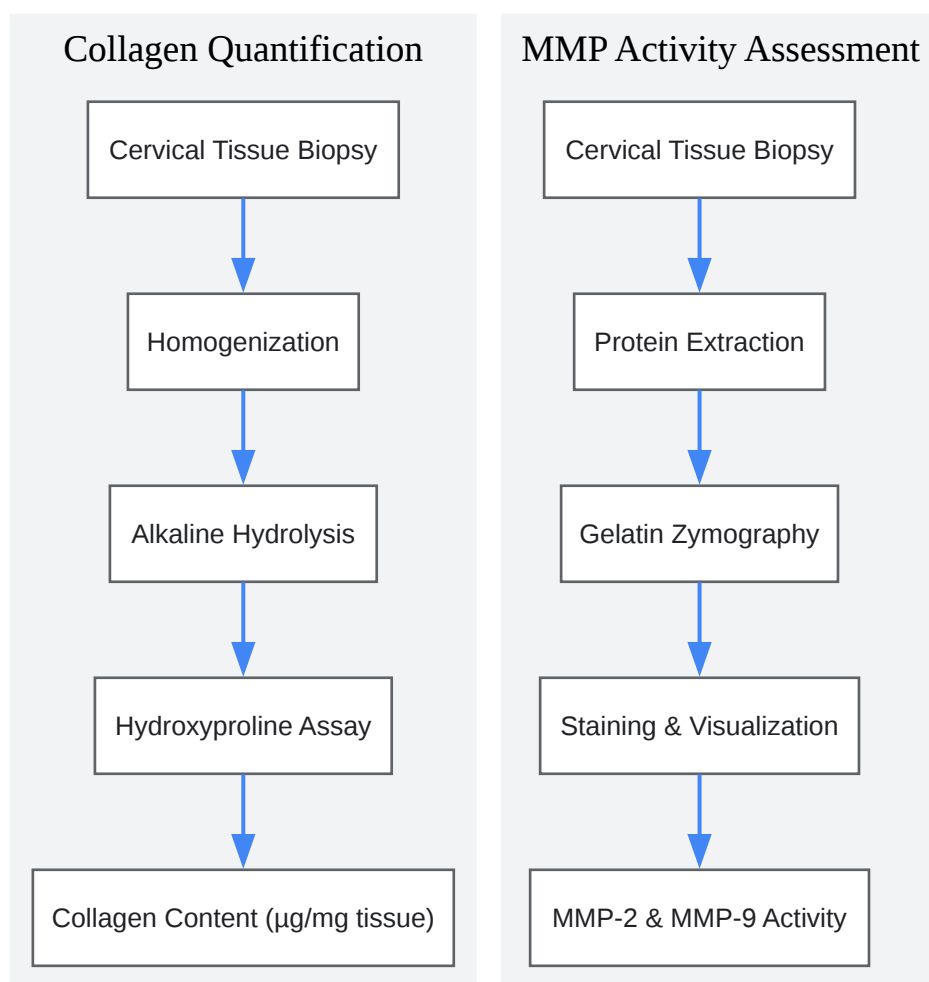 Collagen Quantification
Cervical Tissue Biopsy
Homogenization
Alkaline Hydrolysis
Hydroxyproline Assay
Collagen Content (µg/mg tissue)
MMP Activity Assessment
Cervical Tissue Biopsy
Protein Extraction
Gelatin Zymography
Staining & Visualization
MMP-2 & MMP-9 Activity